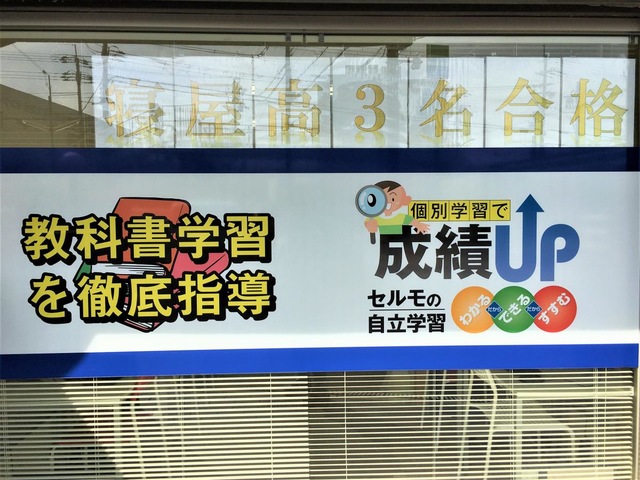 寝屋高3名合格
教科書学習
を徹底指導
個別学習で
成績UP
セルモの
自立学習
わかるだからできるだからすすむ